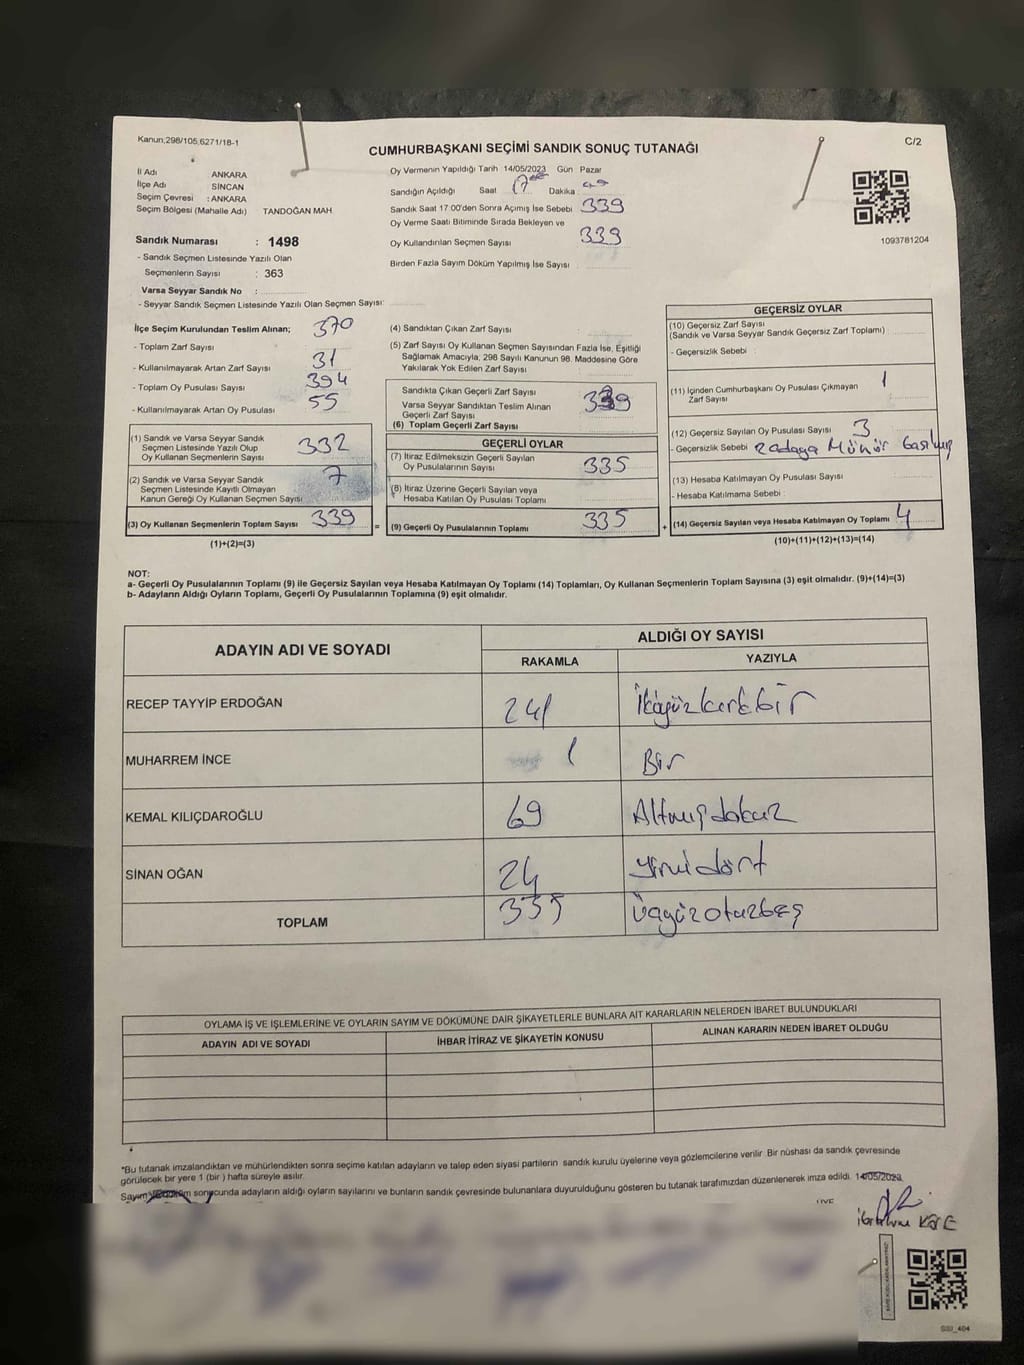 Kanun,298/105,6271/18-1
C/2
CUMHURBAŞKANI SEÇİMİ SANDIK SONUÇ TUTANAĞI
İl Adı ANKARA
İlçe Adı SİNCAN
Seçim Çevresi : ANKARA
Seçim Bölgesi (Mahalle Adı) TANDOĞAN MAH
Sandık Numarası : 1498
- Sandık Seçmen Listesinde Yazılı Olan
Seçmenlerin Sayısı : 363
Varsa Seyyar Sandık No :
- Seyyar Sandık Seçmen Listesinde Yazılı Olan Seçmen Sayısı:
Oy Vermenin Yapıldığı Tarih 14/05/2023 Gün Pazar
Sandığın Açıldığı Saat 17 Dakika
Sandık Saat 17:00'den Sonra Açımış İse Sebebi 339
Oy Verme Saati Bitiminde Sırada Bekleyen ve
Oy Kullandırılan Seçmen Sayısı 339
Birden Fazla Sayım Döküm Yapılmış İse Sayısı
1093781204
İlçe Seçim Kurulundan Teslim Alınan;
- Toplam Zarf Sayısı 370
- Kullanılmayarak Artan Zarf Sayısı 31
- Toplam Oy Pusulası Sayısı 394
- Kullanılmayarak Artan Oy Pusulası 55
(1) Sandık ve Varsa Seyyar Sandık
Seçmen Listesinde Yazılı Olup
Oy Kullanan Seçmenlerin Sayısı 332
(2) Sandık ve Varsa Seyyar Sandık
Seçmen Listesinde Kayıtlı Olmayan
Kanun Gereği Oy Kullanan Seçmen Sayısı 7
(3) Oy Kullanan Seçmenlerin Toplam Sayısı 339 =
(1)+(2)=(3)
(4) Sandıktan Çıkan Zarf Sayısı
(5) Zarf Sayısı Oy Kullanan Seçmen Sayısından Fazla İse, Eşitliği
Sağlamak Amacıyla; 298 Sayılı Kanunun 98. Maddesine Göre
Yakılarak Yok Edilen Zarf Sayısı
Sandıkta Çıkan Geçerli Zarf Sayısı
Varsa Seyyar Sandıktan Teslim Alınan
Geçerli Zarf Sayısı 339
(6) Toplam Geçerli Zarf Sayısı
GEÇERLİ OYLAR
(7) İtiraz Edilmeksizin Geçerli Sayılan
Oy Pusulalarının Sayısı 335
(8) İtiraz Üzerine Geçerli Sayılan veya
Hesaba Katılan Oy Pusulası Toplamı
(9) Geçerli Oy Pusulalarının Toplamı 335 +
GEÇERSİZ OYLAR
(10) Geçersiz Zarf Sayısı
(Sandık ve Varsa Seyyar Sandık Geçersiz Zarf Toplamı)
- Geçersizlik Sebebi
(11) İçinden Cumhurbaşkanı Oy Pusulası Çıkmayan
Zarf Sayısı 1
(12) Geçersiz Sayılan Oy Pusulası Sayısı 3
- Geçersizlik Sebebi 2 adaya Mühür
(13) Hesaba Katılmayan Oy Pusulası Sayısı
- Hesaba Katılmama Sebebi
(14) Geçersiz Sayılan veya Hesaba Katılmayan Oy Toplamı 4
(10)+(11)+(12)+(13)=(14)
NOT:
a- Geçerli Oy Pusulalarının Toplamı (9) ile Geçersiz Sayılan veya Hesaba Katılmayan Oy Toplamı (14) Toplamları, Oy Kullanan Seçmenlerin Toplam Sayısına (3) eşit olmalıdır. (9)+(14)=(3)
b- Adayların Aldığı Oyların Toplamı, Geçerli Oy Pusulalarının Toplamına (9) eşit olmalıdır.
ADAYIN ADI VE SOYADI
ALDIĞI OY SAYISI
RAKAMLA YAZIYLA
RECEP TAYYİP ERDOĞAN 241 İkiyüzkırkbir
MUHARREM İNCE 1 Bir
KEMAL KILIÇDAROĞLU 69 Altmışdokuz
SİNAN OĞAN 24 yirmidört
TOPLAM 335 Üçyüzotuzbeş
OYLAMA İŞ VE İŞLEMLERİNE VE OYLARIN SAYIM VE DÖKÜMÜNE DAİR ŞİKAYETLERLE BUNLARA AİT KARARLARIN NELERDEN İBARET BULUNDUKLARI
ADAYIN ADI VE SOYADI İHBAR İTİRAZ VE ŞİKAYETİN KONUSU ALINAN KARARIN NEDEN İBARET OLDUĞU
*Bu tutanak imzalandıktan ve mühürlendikten sonra seçime katılan adayların ve talep eden siyasi partilerin sandık kurulu üyelerine veya gözlemcilerine verilir. Bir nüshası da sandık çevresinde
görülecek bir yere 1 (bir) hafta süreyle asılır.
Sayım sonucunda adayların aldığı oyların sayılarını ve bunların sandık çevresinde bulunanlara duyurulduğunu gösteren bu tutanak tarafımızdan düzenlenerek imza edildi. 14/05/2023
İbrahim